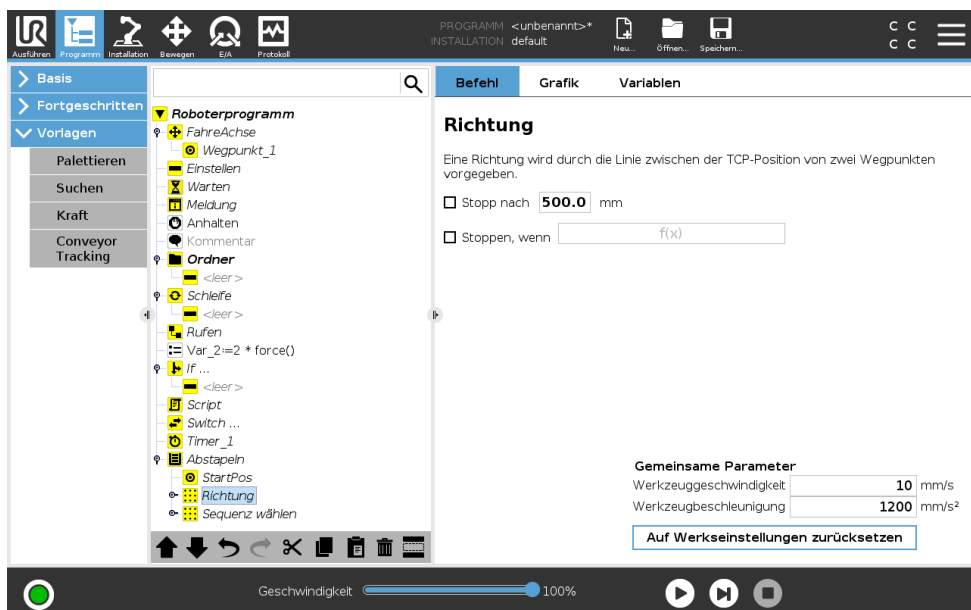 UR
Ausführen
Programm
Installation
Bewegen
E/A
Protokoll
PROGRAMM <unbenannt>*
INSTALLATION default
Neu...
Öffnen...
Speichern...
C C
C C
Basis
Fortgeschritten
Vorlagen
Palettieren
Suchen
Kraft
Conveyor
Tracking
Roboterprogramm
FahreAchse
Wegpunkt_1
Einstellen
Warten
Meldung
Anhalten
Kommentar
Ordner
<leer>
Schleife
<leer>
Rufen
Var_2:=2 * force()
If ...
<leer>
Script
Switch ...
Timer_1
Abstapeln
StartPos
Richtung
Sequenz wählen
Befehl
Grafik
Variablen
Richtung
Eine Richtung wird durch die Linie zwischen der TCP-Position von zwei Wegpunkten
vorgegeben.
Stopp nach 500.0 mm
Stoppen, wenn f(x)
Gemeinsame Parameter
Werkzeuggeschwindigkeit 10 mm/s
Werkzeugbeschleunigung 1200 mm/s²
Auf Werkseinstellungen zurücksetzen
Geschwindigkeit 100%